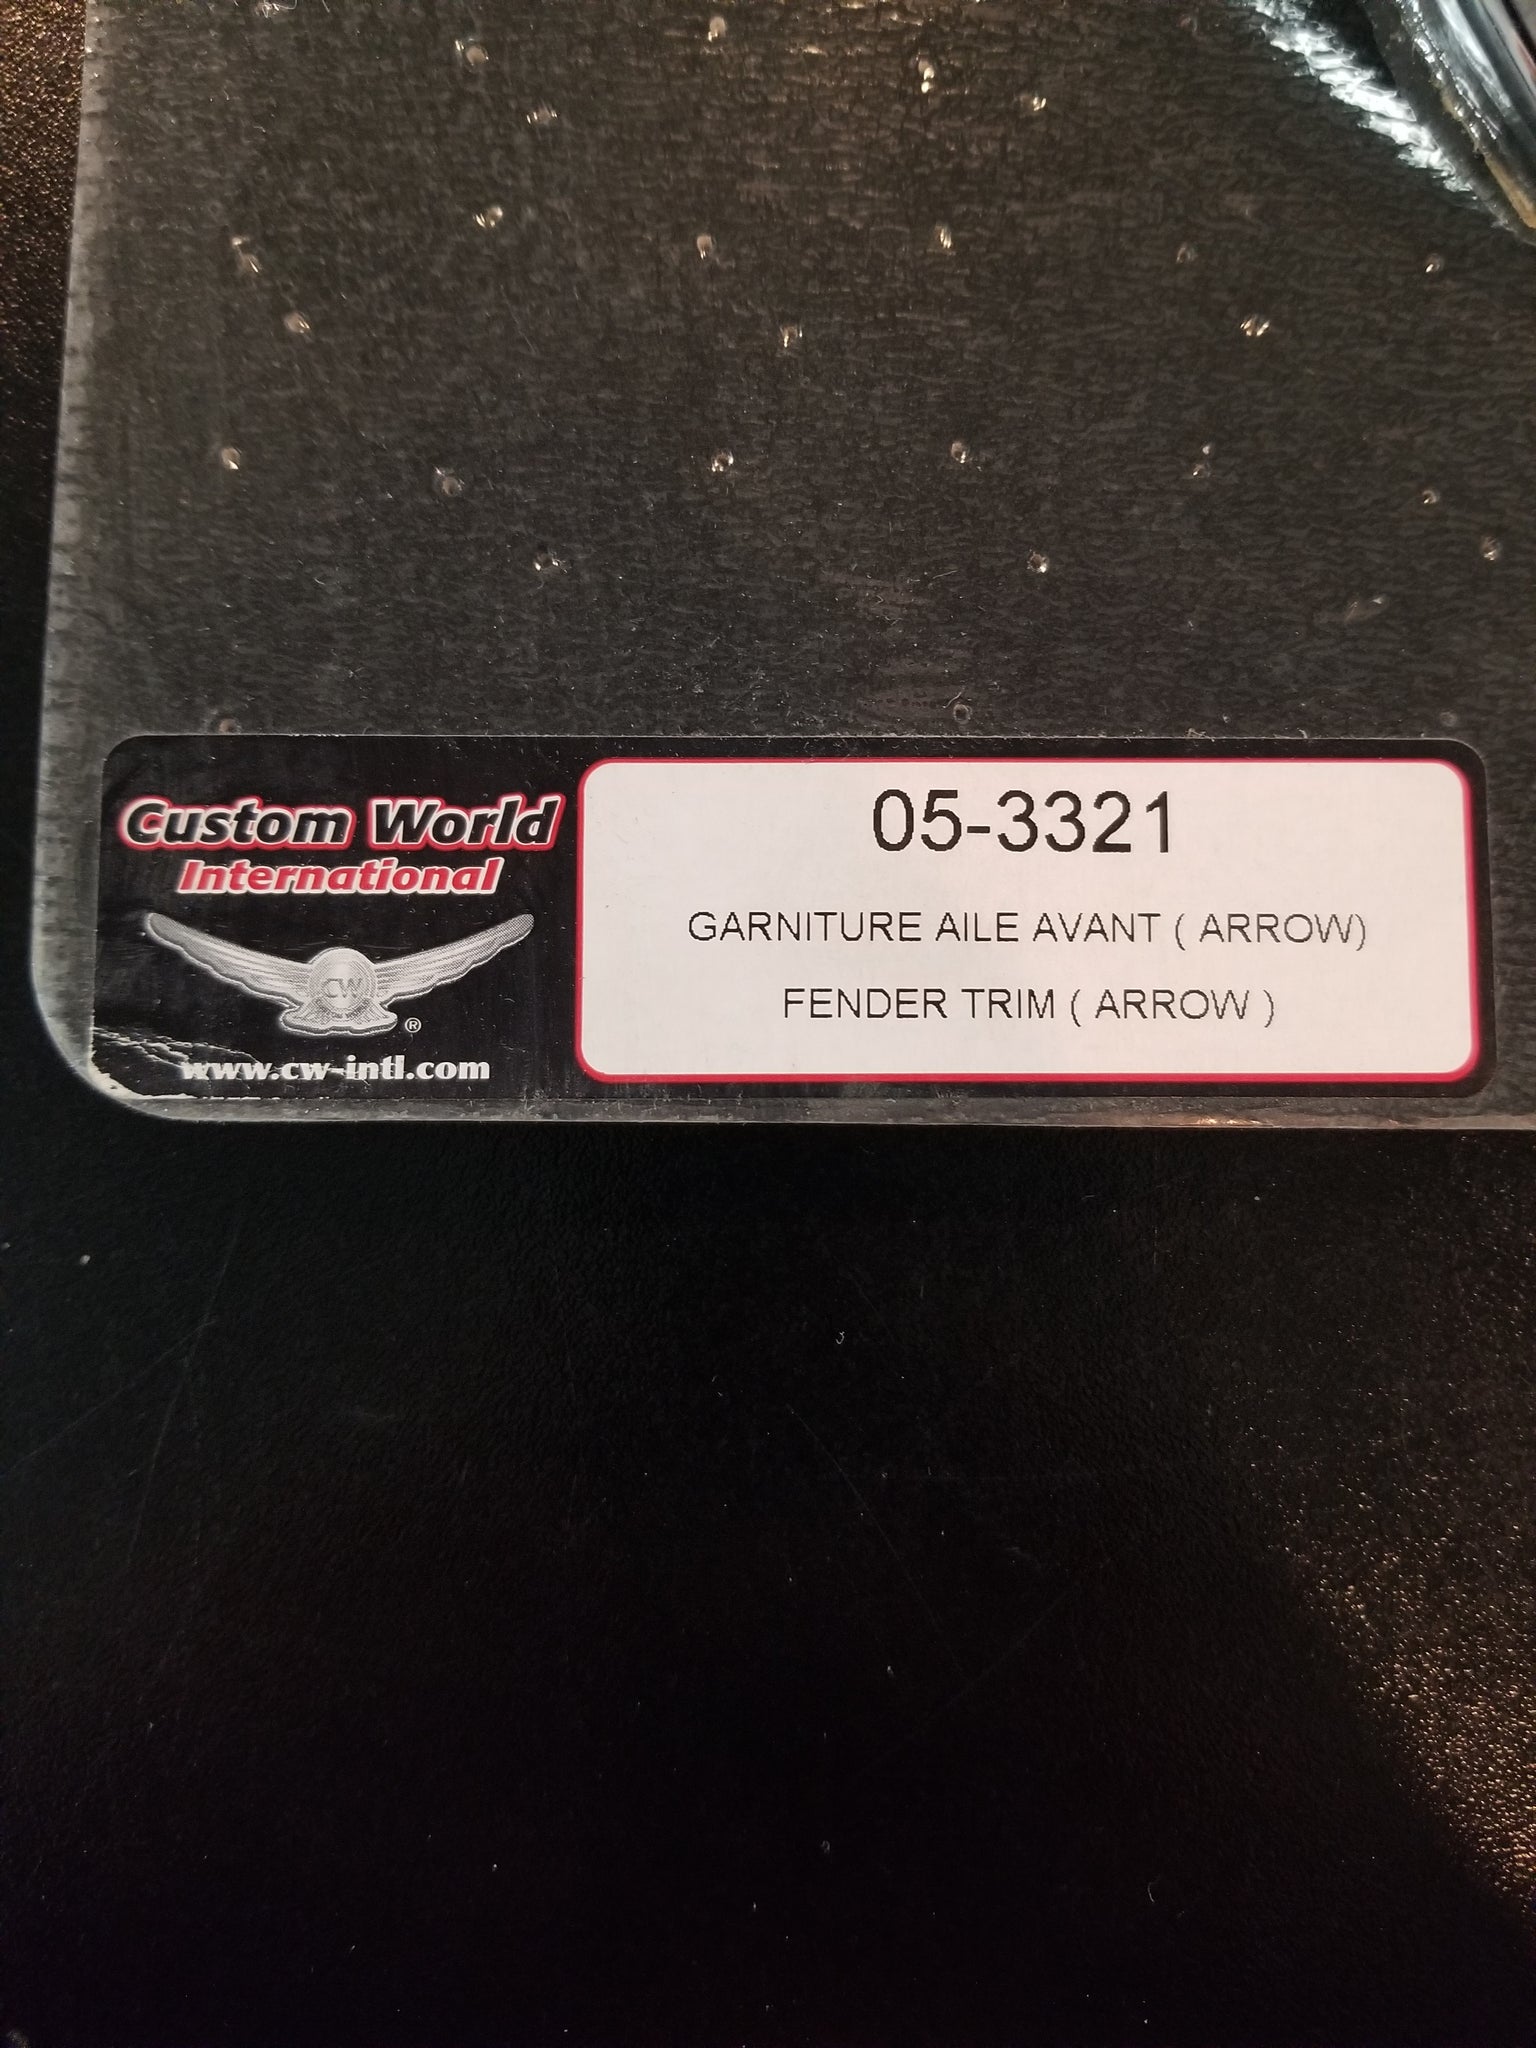 Custom World
International
CW
®
www.cw-intl.com
05-3321
GARNITURE AILE AVANT ( ARROW)
FENDER TRIM ( ARROW )